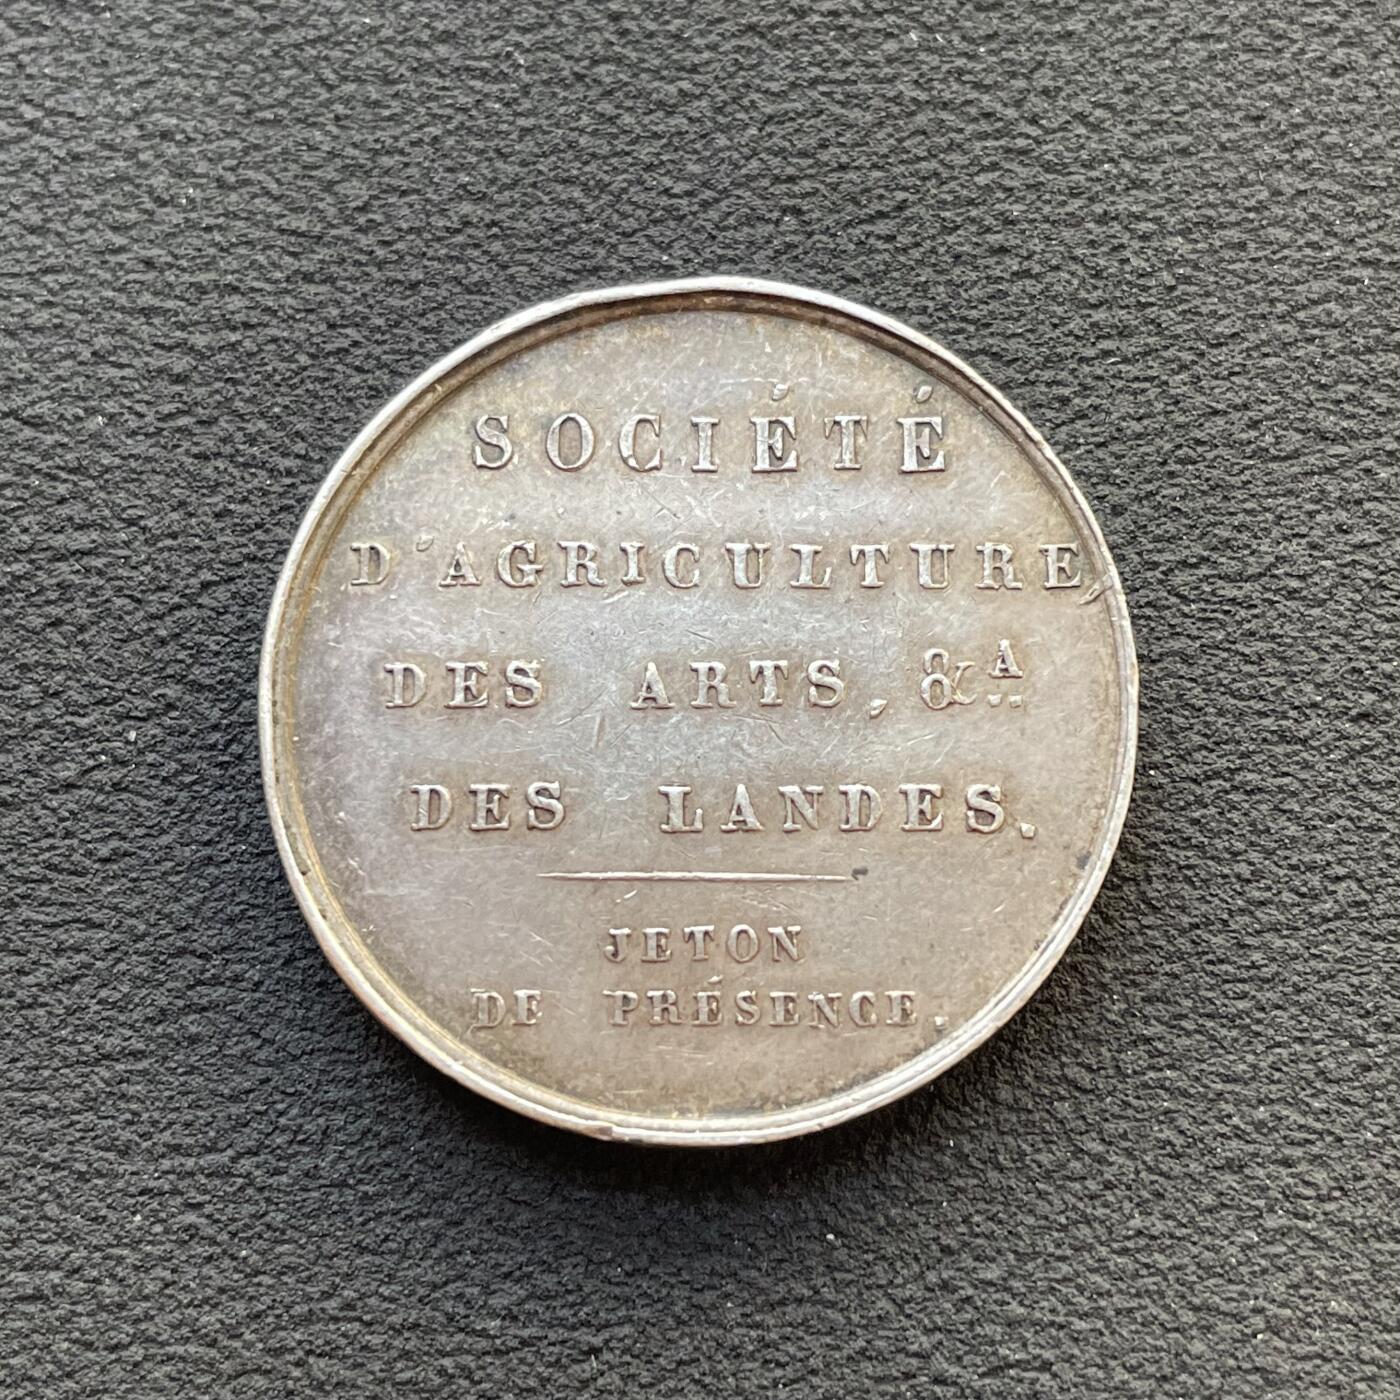 SOCIÉTÉ
D'AGRICULTURE
DES ARTS, &A..
DES LANDES.
JETON
DE PRÉSENCE.